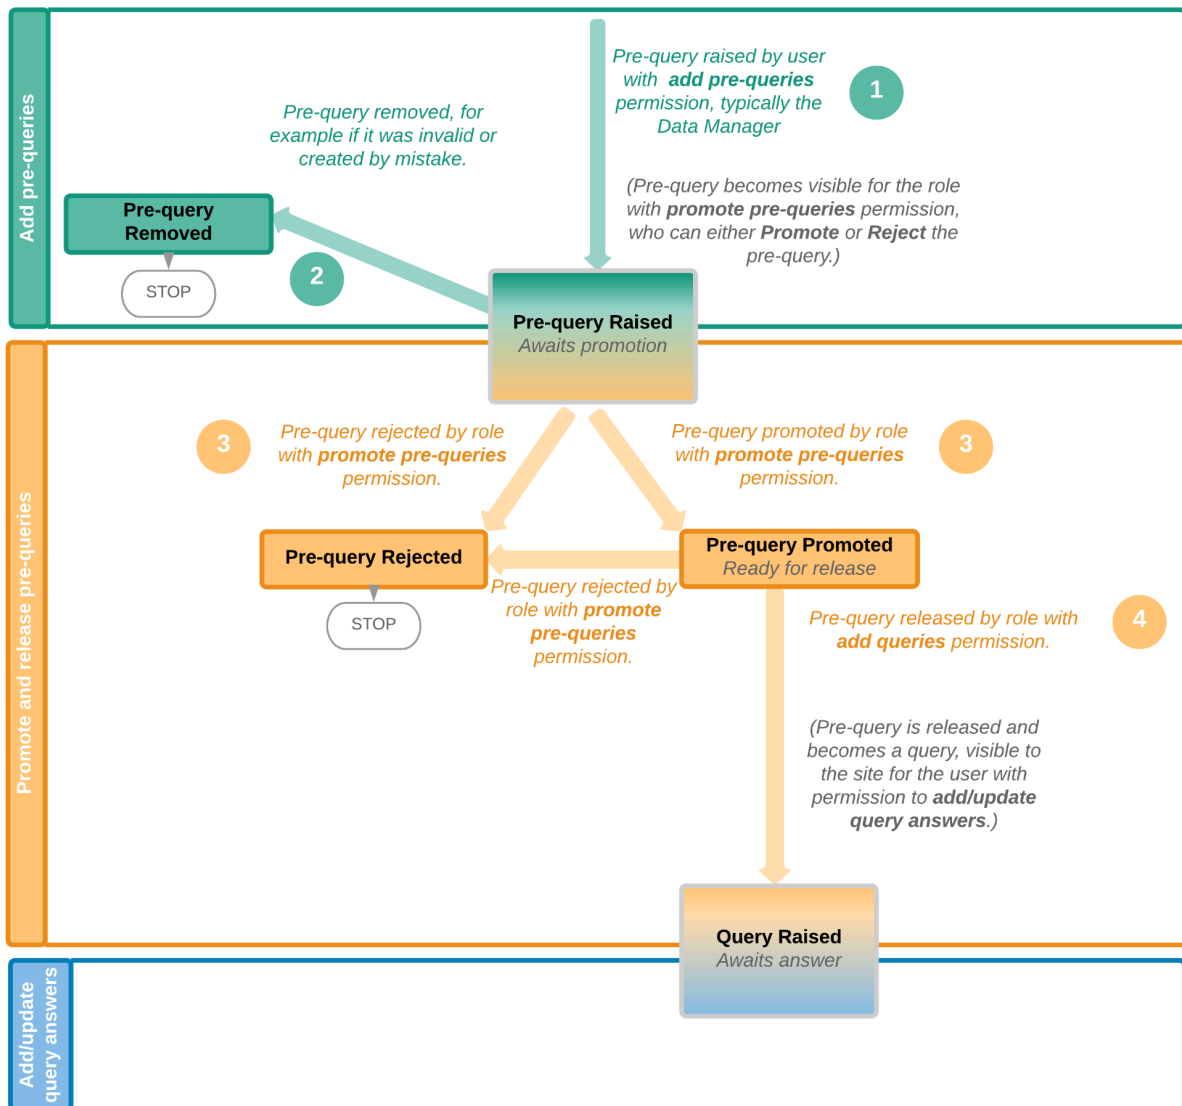 Add pre-queries
Pre-query raised by user
with add pre-queries
permission, typically the
Data Manager
1
Pre-query removed, for
example if it was invalid or
created by mistake.
(Pre-query becomes visible for the role
with promote pre-queries permission,
who can either Promote or Reject the
pre-query.)
Pre-query
Removed
2
STOP
Pre-query Raised
Awaits promotion
Promote and release pre-queries
3
Pre-query rejected by role
with promote pre-queries
permission.
Pre-query promoted by role
with promote pre-queries
permission.
3
Pre-query Rejected
Pre-query Promoted
Ready for release
STOP
Pre-query rejected by
role with promote
pre-queries
permission.
Pre-query released by role with
add queries permission.
4
(Pre-query is released and
becomes a query, visible to
the site for the user with
permission to add/update
query answers.)
Query Raised
Awaits answer
Add/update
query answers